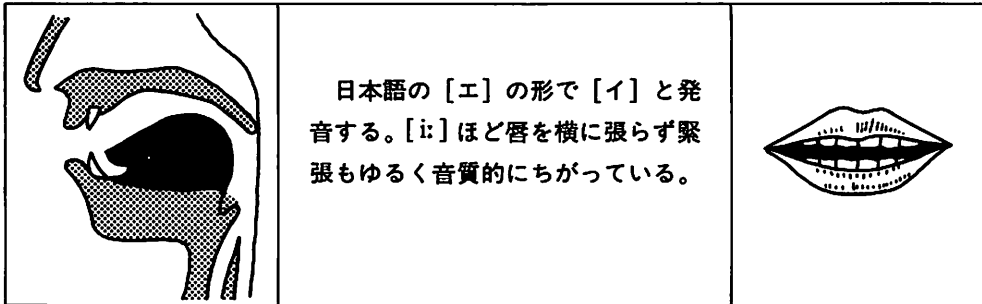 日本語の［エ］の形で［イ］と発
音する。［iː］ほど唇を横に張らず緊
張もゆるく音質的にちがっている。